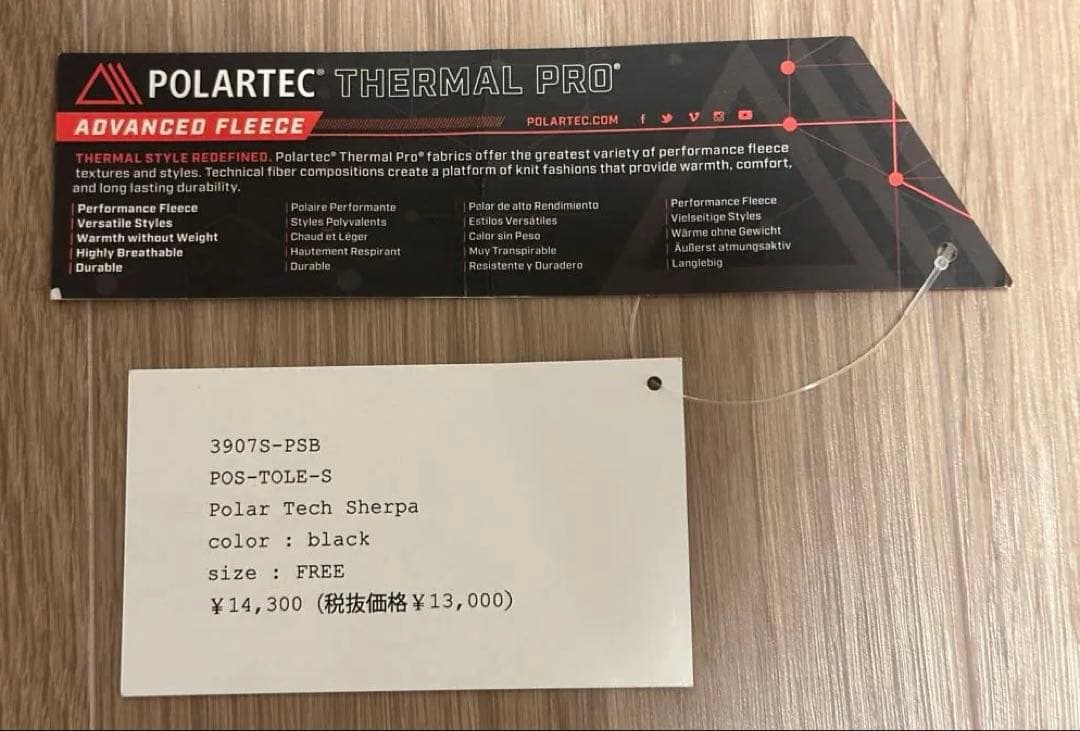 POLARTEC® THERMAL PRO®
ADVANCED FLEECE
POLARTEC.COM
THERMAL STYLE REDEFINED. Polartec® Thermal Pro® fabrics offer the greatest variety of performance fleece
textures and styles. Technical fiber compositions create a platform of knit fashions that provide warmth, comfort,
and long lasting durability.
Performance Fleece
Versatile Styles
Warmth without Weight
Highly Breathable
Durable
Polaire Performante
Styles Polyvalents
Chaud et Léger
Hautement Respirant
Durable
Polar de alto Rendimiento
Estilos Versátiles
Calor sin Peso
Muy Transpirable
Resistente y Duradero
Performance Fleece
Vielseitige Styles
Wärme ohne Gewicht
Äußerst atmungsaktiv
Langlebig
3907S-PSB
POS-TOLE-S
Polar Tech Sherpa
color : black
size : FREE
¥14,300 (税抜価格¥13,000)